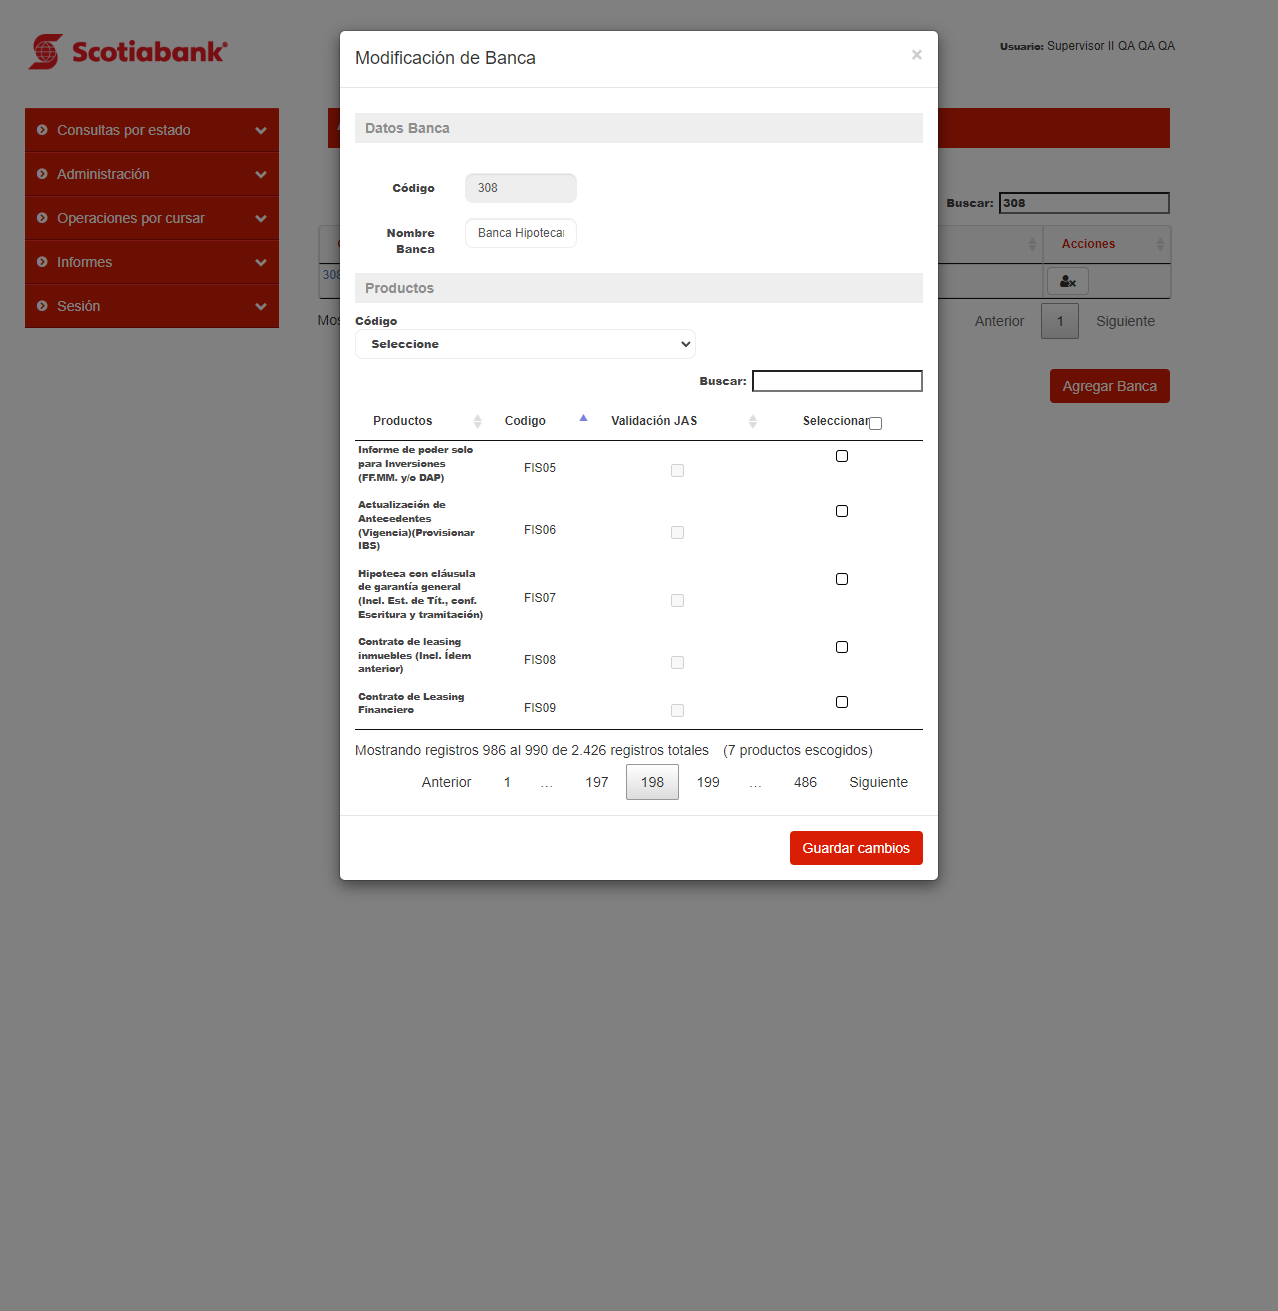 Scotiabank
Modificación de Banca
×
Usuario: Supervisor II QA QA QA
Consultas por estado
Administración
Operaciones por cursar
Informes
Sesión
Datos Banca
Código 308
Nombre Banca Banca Hipotecar
Buscar: 308
Acciones
308
Anterior 1 Siguiente
Agregar Banca
Productos
Código
Seleccione
Buscar:
Productos Codigo Validación JAS Seleccionar
Informe de poder solo
para Inversiones
(FF.MM. y/o DAP)
FIS05
Actualización de
Antecedentes
(Vigencia)(Provisionar
IBS)
FIS06
Hipoteca con cláusula
de garantía general
(Incl. Est. de Tít., conf.
Escritura y tramitación)
FIS07
Contrato de leasing
inmuebles (Incl. Ídem
anterior)
FIS08
Contrato de Leasing
Financiero
FIS09
Mostrando registros 986 al 990 de 2.426 registros totales (7 productos escogidos)
Anterior 1 … 197 198 199 … 486 Siguiente
Guardar cambios